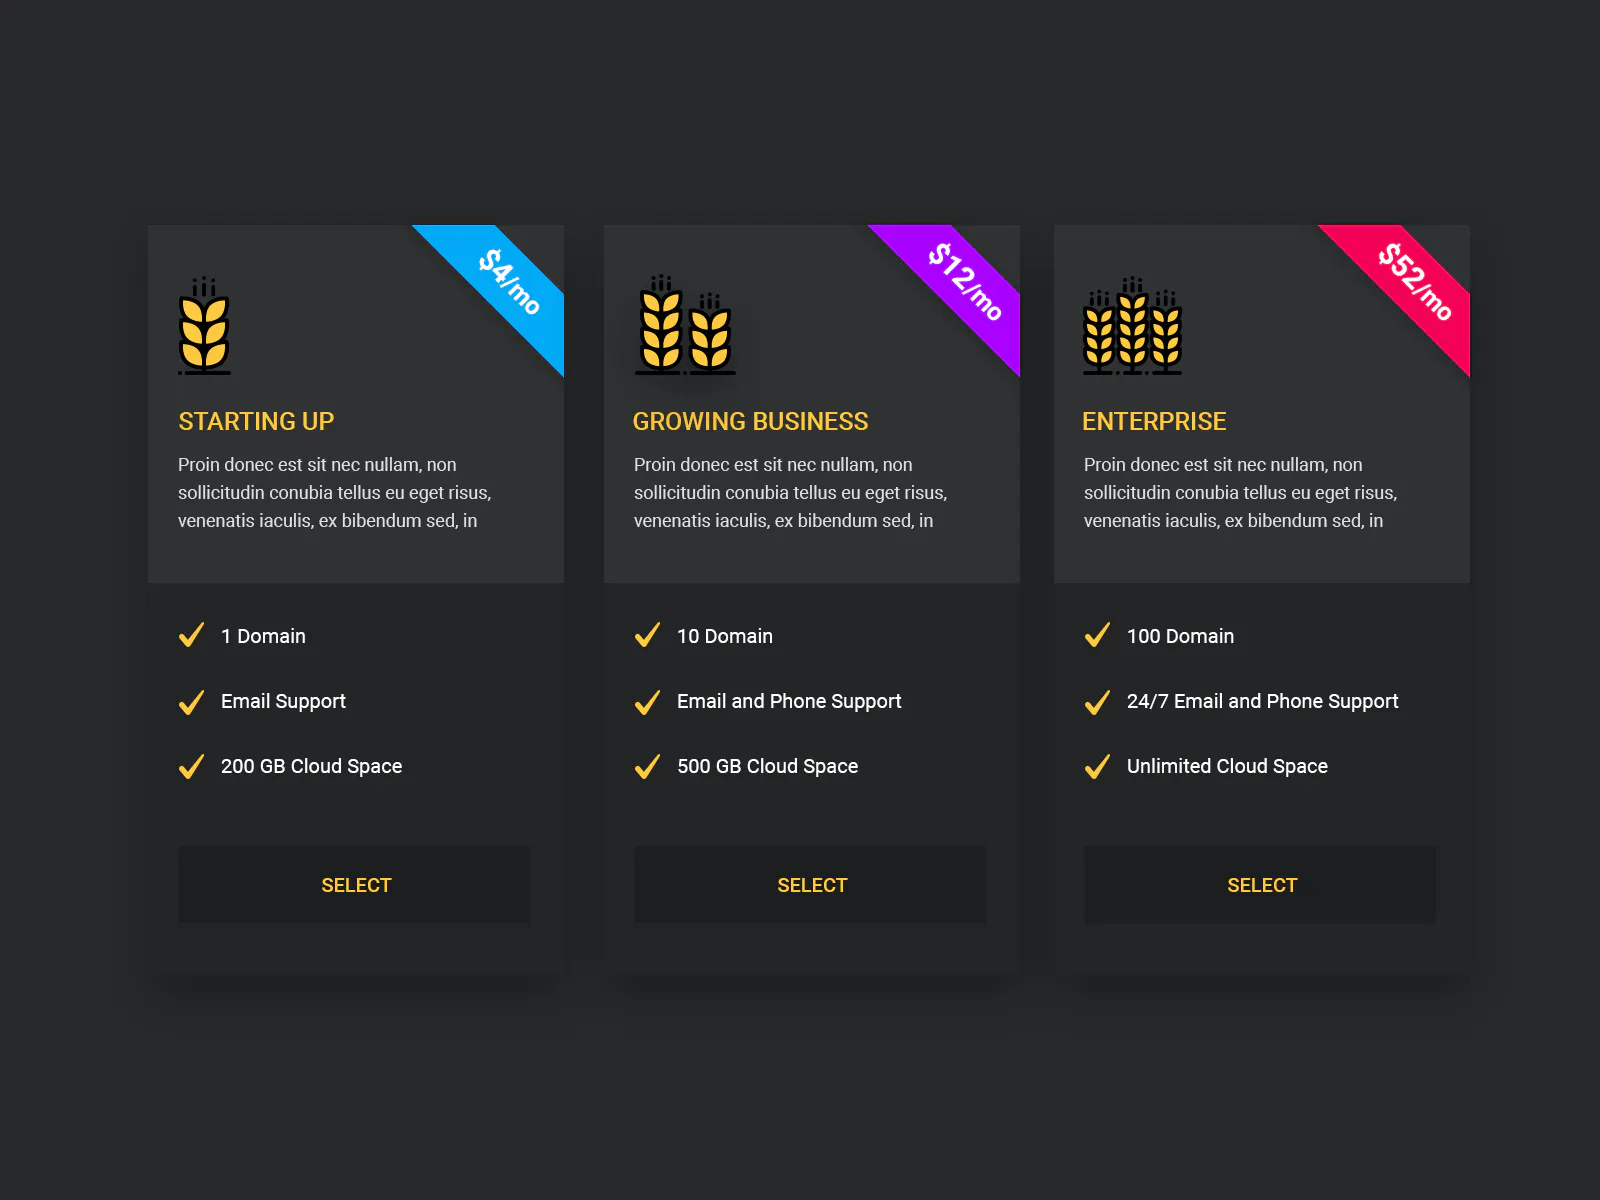 $4/mo
STARTING UP
Proin donec est sit nec nullam, non
sollicitudin conubia tellus eu eget risus,
venenatis iaculis, ex bibendum sed, in
1 Domain
Email Support
200 GB Cloud Space
SELECT
$12/mo
GROWING BUSINESS
Proin donec est sit nec nullam, non
sollicitudin conubia tellus eu eget risus,
venenatis iaculis, ex bibendum sed, in
10 Domain
Email and Phone Support
500 GB Cloud Space
SELECT
$52/mo
ENTERPRISE
Proin donec est sit nec nullam, non
sollicitudin conubia tellus eu eget risus,
venenatis iaculis, ex bibendum sed, in
100 Domain
24/7 Email and Phone Support
Unlimited Cloud Space
SELECT